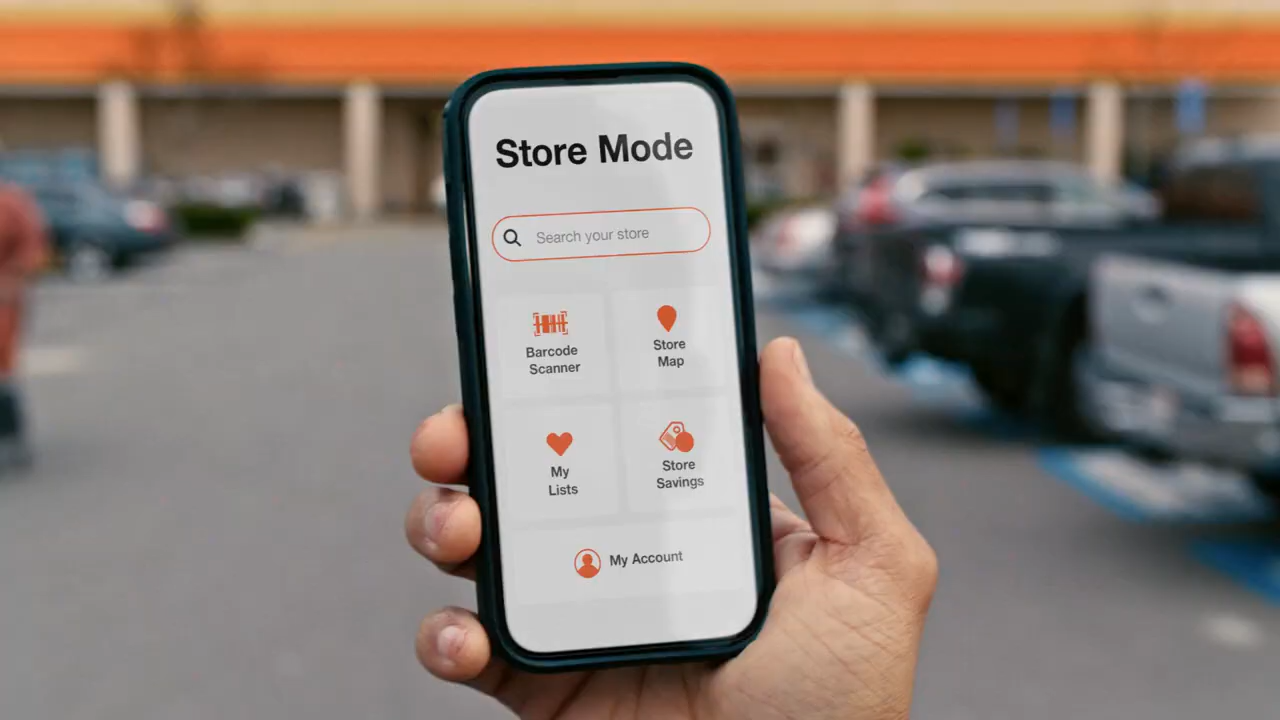 Store Mode
Search your store
Barcode
Scanner
Store
Map
My
Lists
Store
Savings
My Account